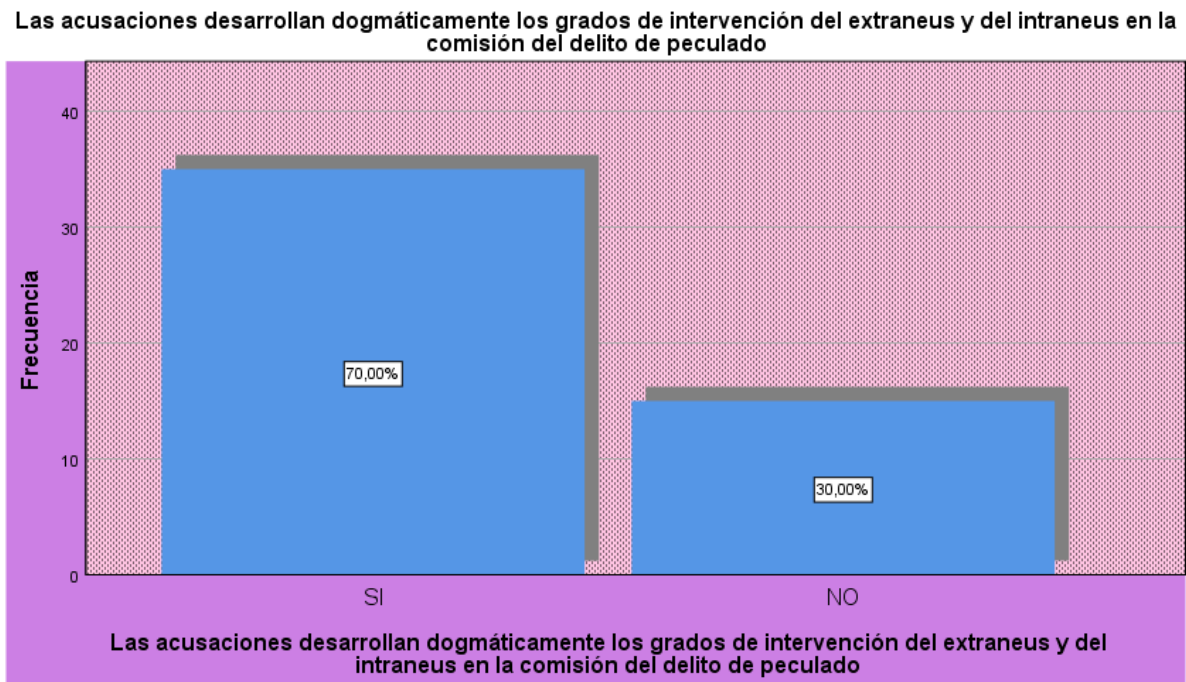 Las acusaciones desarrollan dogmáticamente los grados de intervención del extraneus y del intraneus en la
comisión del delito de peculado
Frecuencia
40
30
20
10
0
70,00%
30,00%
SI
NO
Las acusaciones desarrollan dogmáticamente los grados de intervención del extraneus y del
intraneus en la comisión del delito de peculado